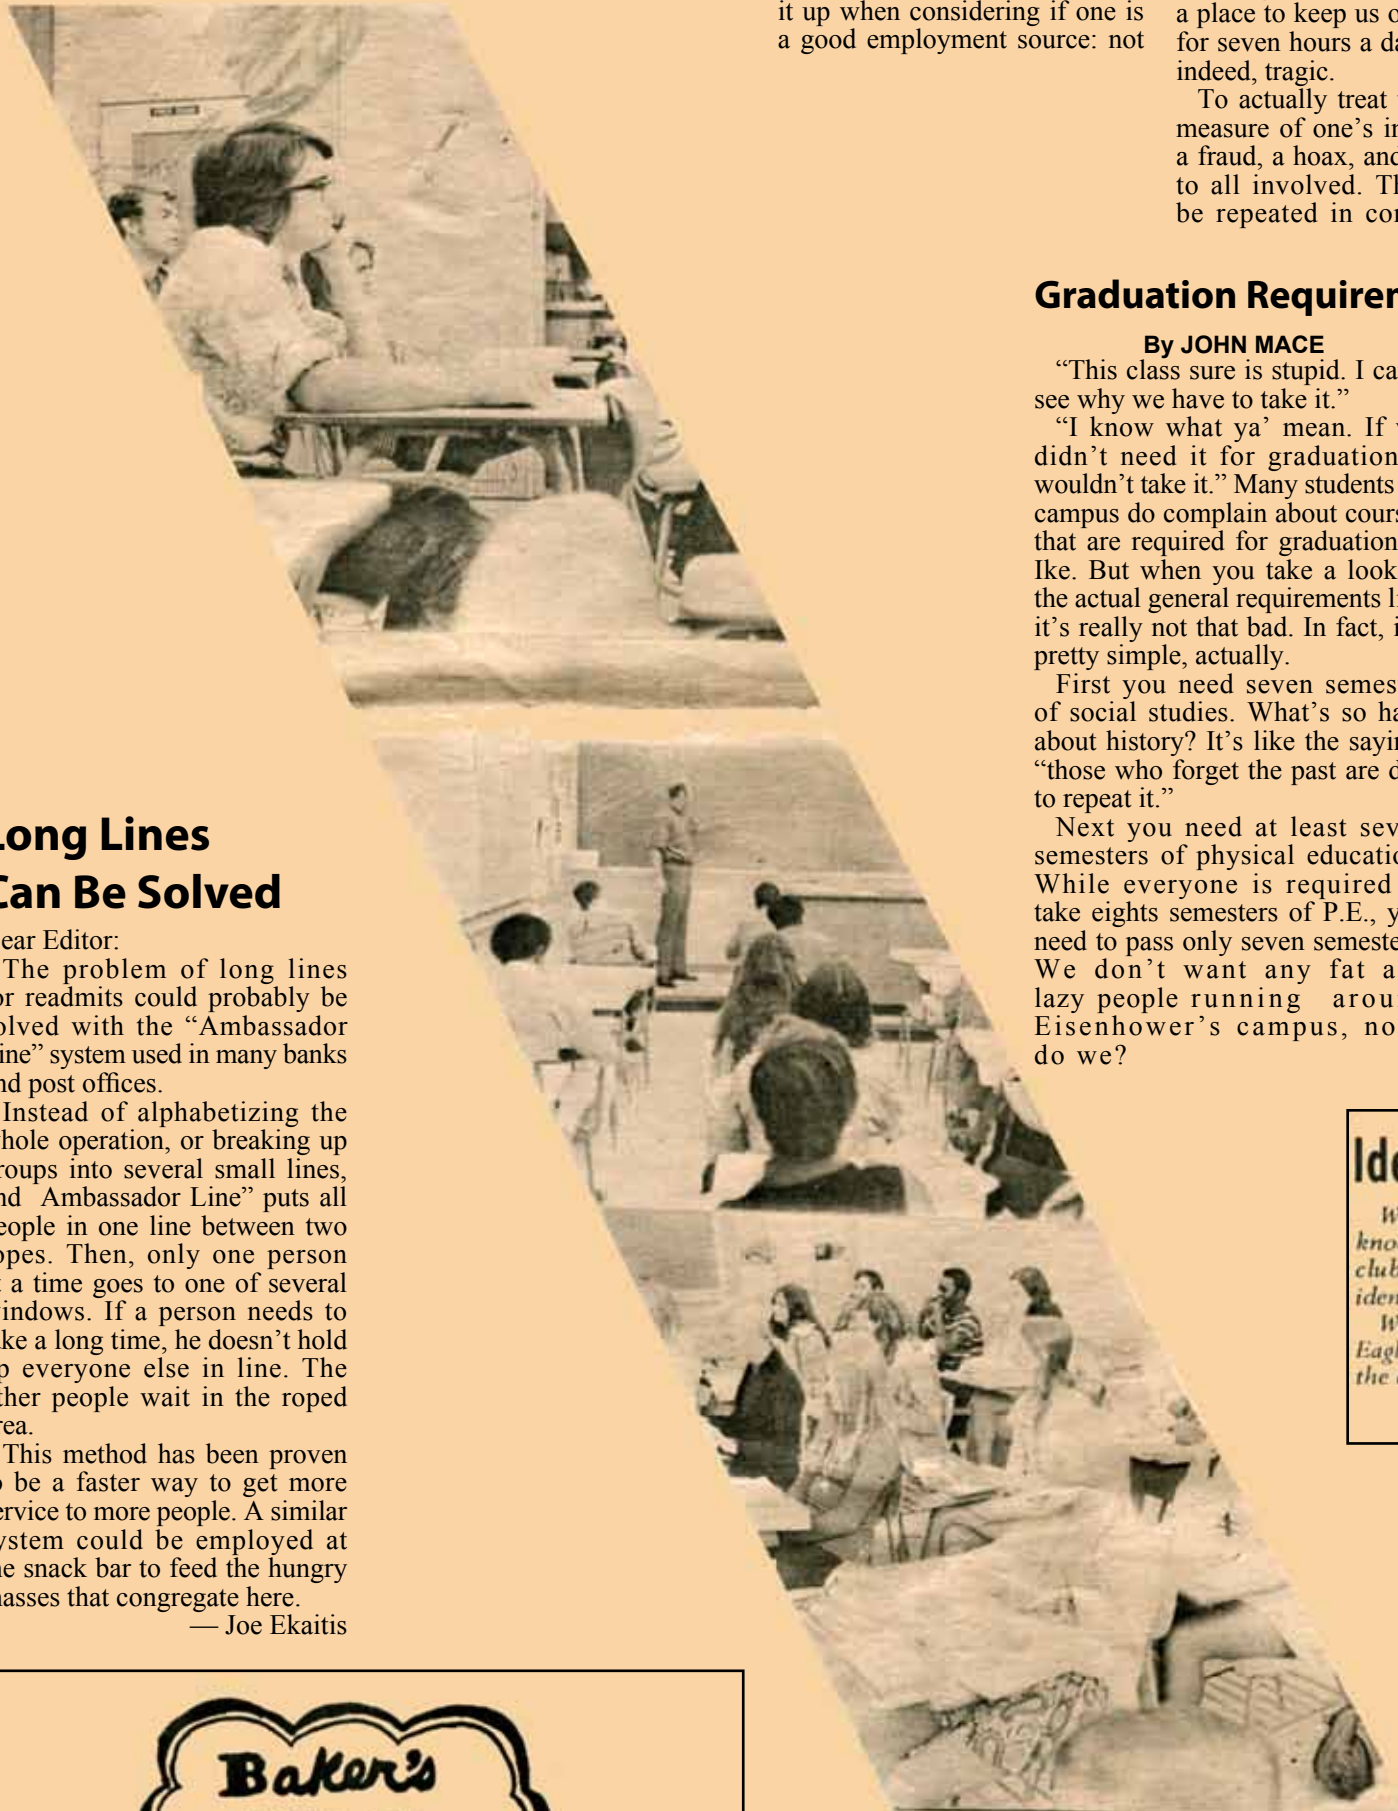 it up when considering if one is
a good employment source: not
a place to keep us o
for seven hours a da
indeed, tragic.
To actually treat
measure of one’s in
a fraud, a hoax, and
to all involved. Th
be repeated in con
Graduation Requirem
By JOHN MACE
“This class sure is stupid. I ca
see why we have to take it.”
“I know what ya’ mean. If w
didn’t need it for graduation
wouldn’t take it.” Many students
campus do complain about cours
that are required for graduation
Ike. But when you take a look
the actual general requirements li
it's really not that bad. In fact, i
pretty simple, actually.
First you need seven semes
of social studies. What’s so ha
about history? It’s like the sayin
“those who forget the past are d
to repeat it.”
Next you need at least sev
semesters of physical educatio
While everyone is required
take eights semesters of P.E., y
need to pass only seven semeste
We don’t want any fat a
lazy people running arou
Eisenhower’s campus, no
do we?
Long Lines
Can Be Solved
ear Editor:
The problem of long lines
or readmits could probably be
olved with the “Ambassador
ine” system used in many banks
nd post offices.
Instead of alphabetizing the
hole operation, or breaking up
roups into several small lines,
nd Ambassador Line” puts all
eople in one line between two
opes. Then, only one person
t a time goes to one of several
indows. If a person needs to
ke a long time, he doesn’t hold
p everyone else in line. The
ther people wait in the roped
rea.
This method has been proven
o be a faster way to get more
ervice to more people. A similar
ystem could be employed at
he snack bar to feed the hungry
masses that congregate here.
— Joe Ekaitis
Ide
W
kno
club
iden
W
Eagl
the
Baker’s